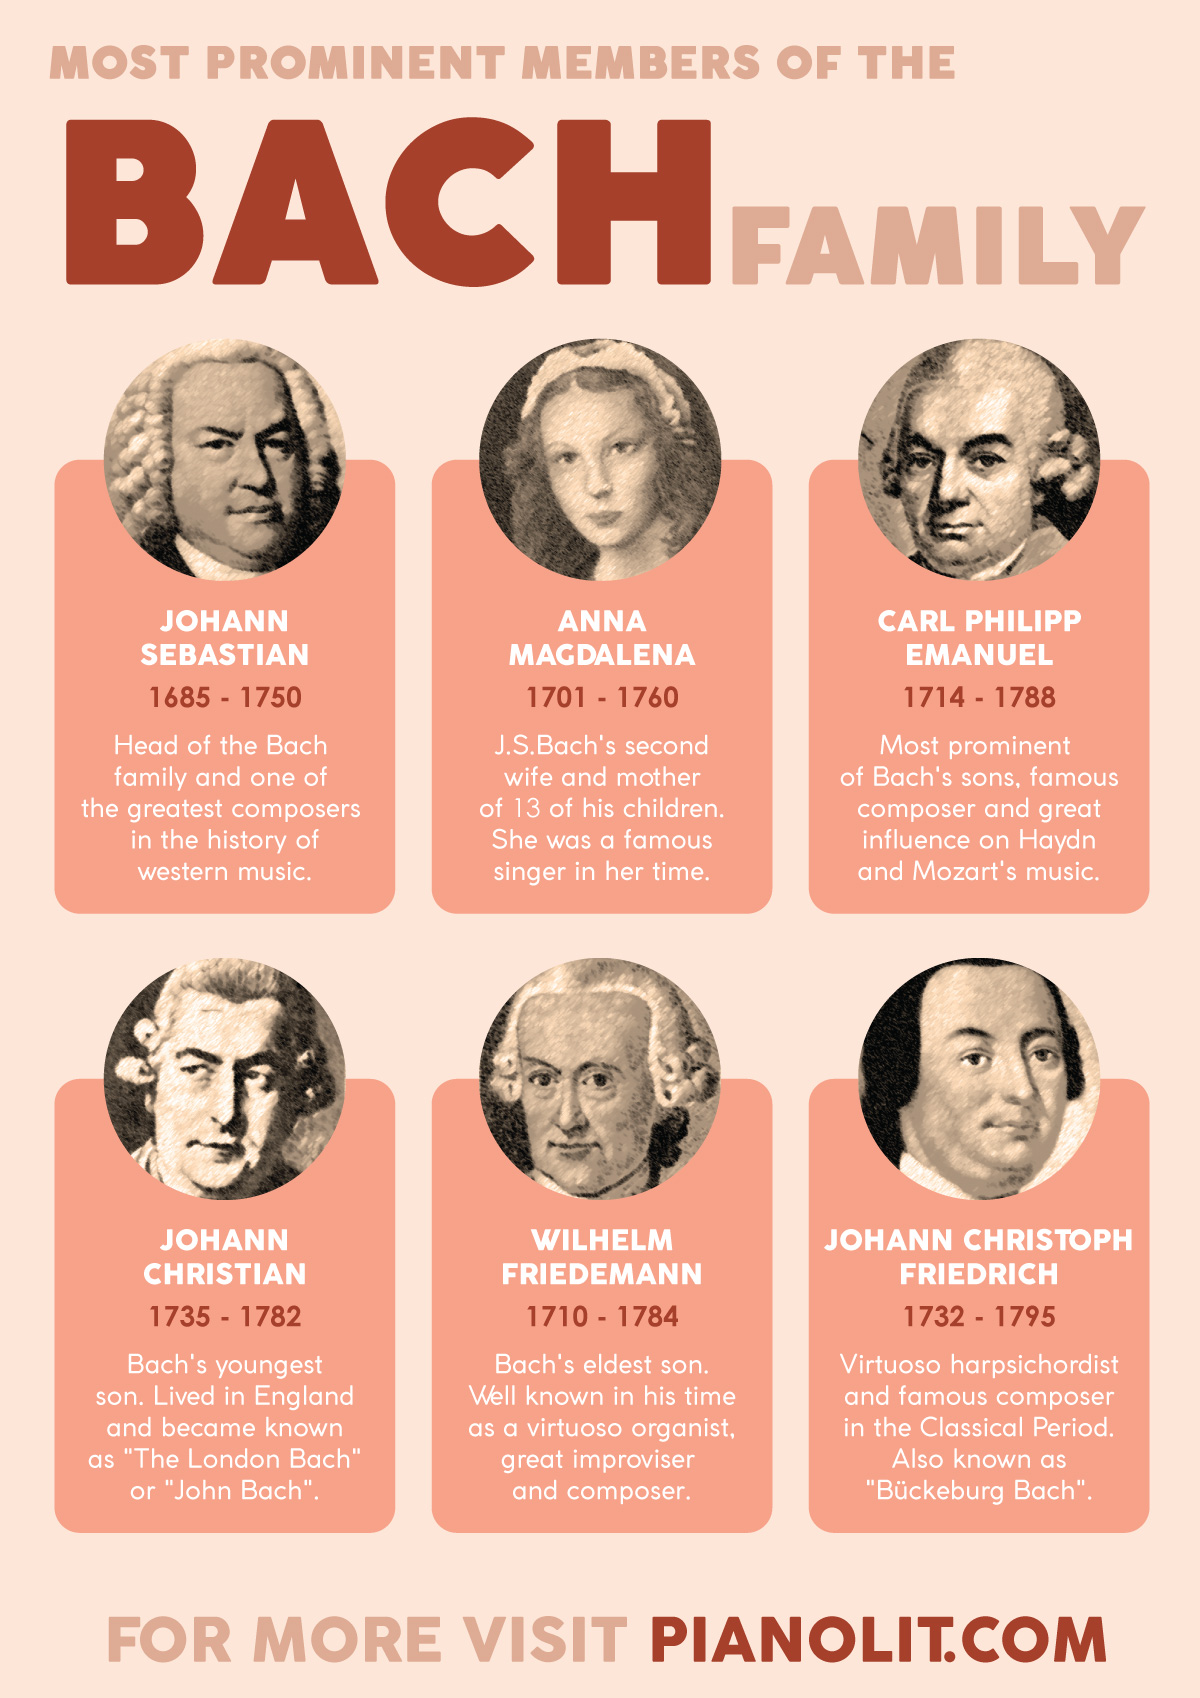 MOST PROMINENT MEMBERS OF THE
BACH FAMILY
JOHANN
SEBASTIAN
1685 - 1750
Head of the Bach
family and one of
the greatest composers
in the history of
western music.
ANNA
MAGDALENA
1701 - 1760
J.S.Bach's second
wife and mother
of 13 of his children.
She was a famous
singer in her time.
CARL PHILIPP
EMANUEL
1714 - 1788
Most prominent
of Bach's sons, famous
composer and great
influence on Haydn
and Mozart's music.
JOHANN
CHRISTIAN
1735 - 1782
Bach's youngest
son. Lived in England
and became known
as "The London Bach"
or "John Bach".
WILHELM
FRIEDEMANN
1710 - 1784
Bach's eldest son.
Well known in his time
as a virtuoso organist,
great improviser
and composer.
JOHANN CHRISTOPH
FRIEDRICH
1732 - 1795
Virtuoso harpsichordist
and famous composer
in the Classical Period.
Also known as
"Bückeburg Bach".
FOR MORE VISIT PIANOLIT.COM